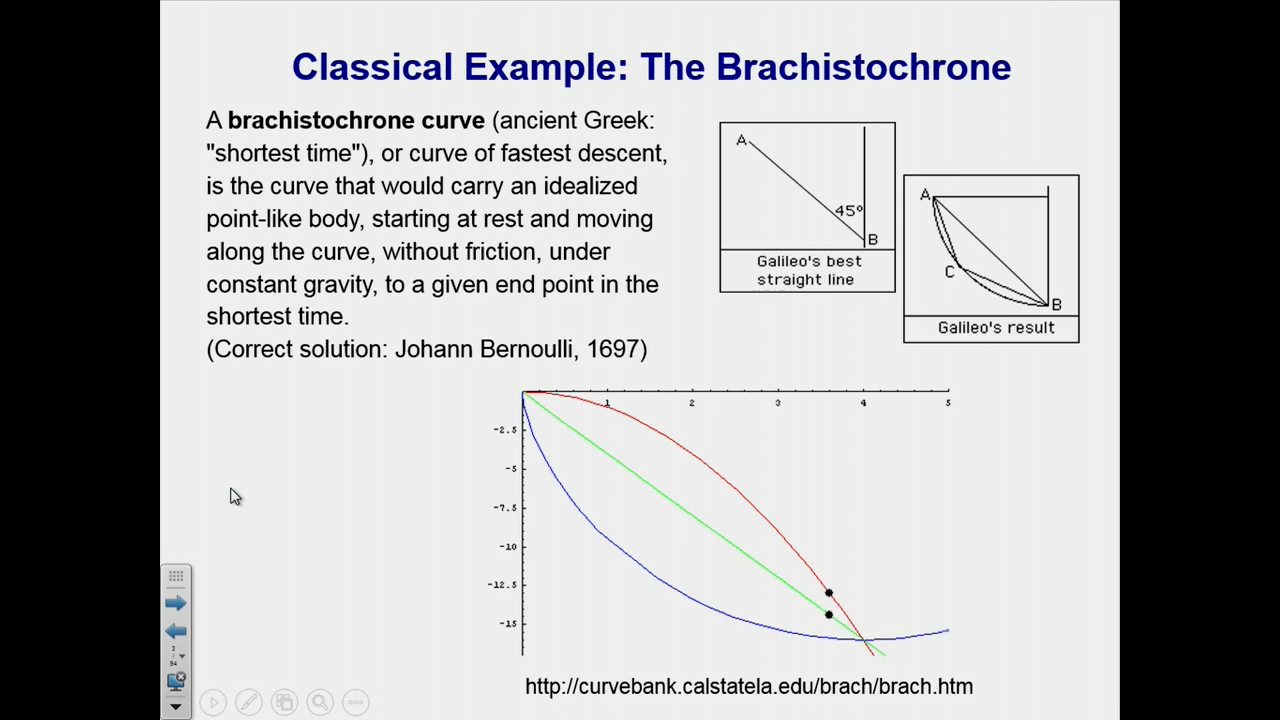 Classical Example: The Brachistochrone
A brachistochrone curve (ancient Greek:
"shortest time"), or curve of fastest descent,
is the curve that would carry an idealized
point-like body, starting at rest and moving
along the curve, without friction, under
constant gravity, to a given end point in the
shortest time.
(Correct solution: Johann Bernoulli, 1697)
A
45º
B
Galileo's best
straight line
A
C
B
Galileo's result
1 2 3 4 5
-2.5
-5
-7.5
-10
-12.5
-15
http://curvebank.calstatela.edu/brach/brach.htm
3
/
94